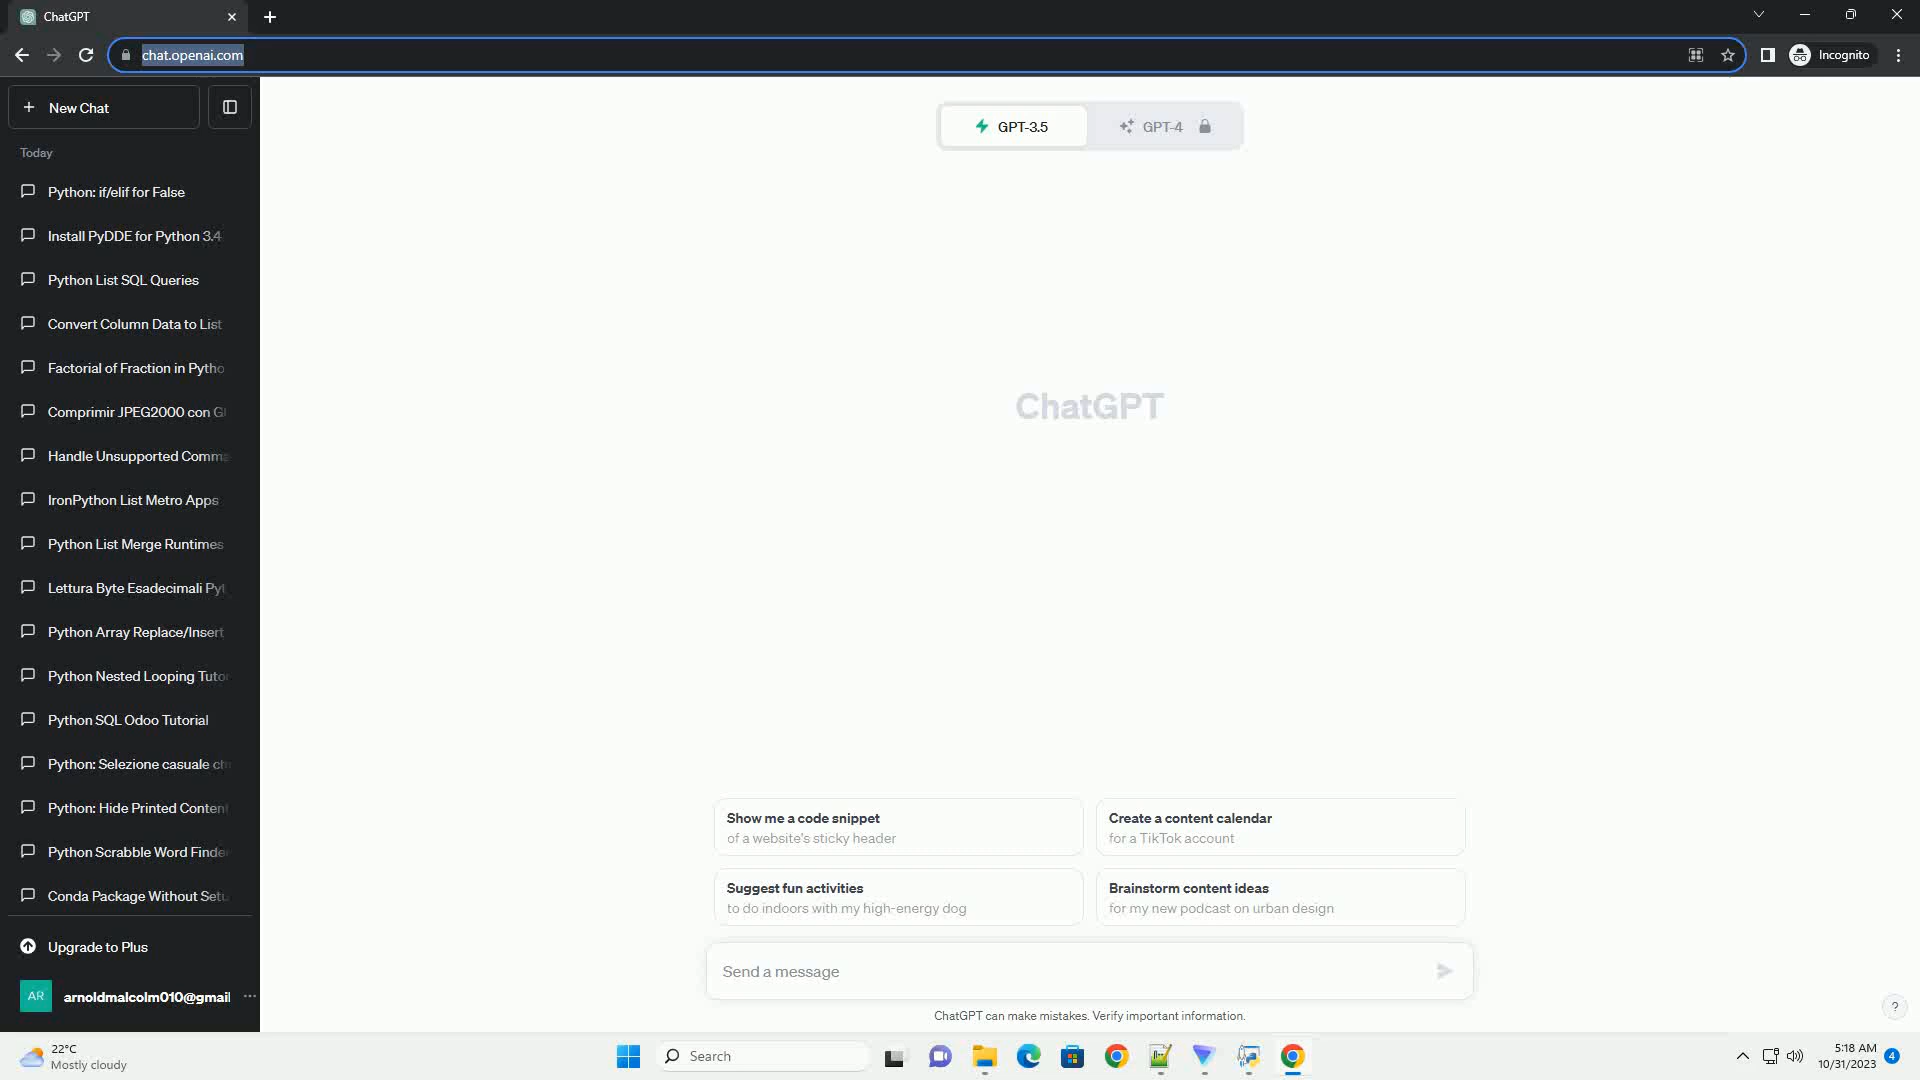 ChatGPT
chat.openai.com
Incognito
New Chat
Today
Python: if/elif for False
Install PyDDE for Python 3.4
Python List SQL Queries
Convert Column Data to List
Factorial of Fraction in Pytho
Comprimir JPEG2000 con G
Handle Unsupported Comma
IronPython List Metro Apps
Python List Merge Runtimes
Lettura Byte Esadecimali Pyt
Python Array Replace/Insert
Python Nested Looping Tutor
Python SQL Odoo Tutorial
Python: Selezione casuale ch
Python: Hide Printed Content
Python Scrabble Word Finder
Conda Package Without Setu
Upgrade to Plus
AR
arnoldmalcolm010@gmail
GPT-3.5
GPT-4
ChatGPT
Show me a code snippet
of a website's sticky header
Create a content calendar
for a TikTok account
Suggest fun activities
to do indoors with my high-energy dog
Brainstorm content ideas
for my new podcast on urban design
Send a message
ChatGPT can make mistakes. Verify important information.
?
22°C
Mostly cloudy
Search
5:18 AM
10/31/2023
4